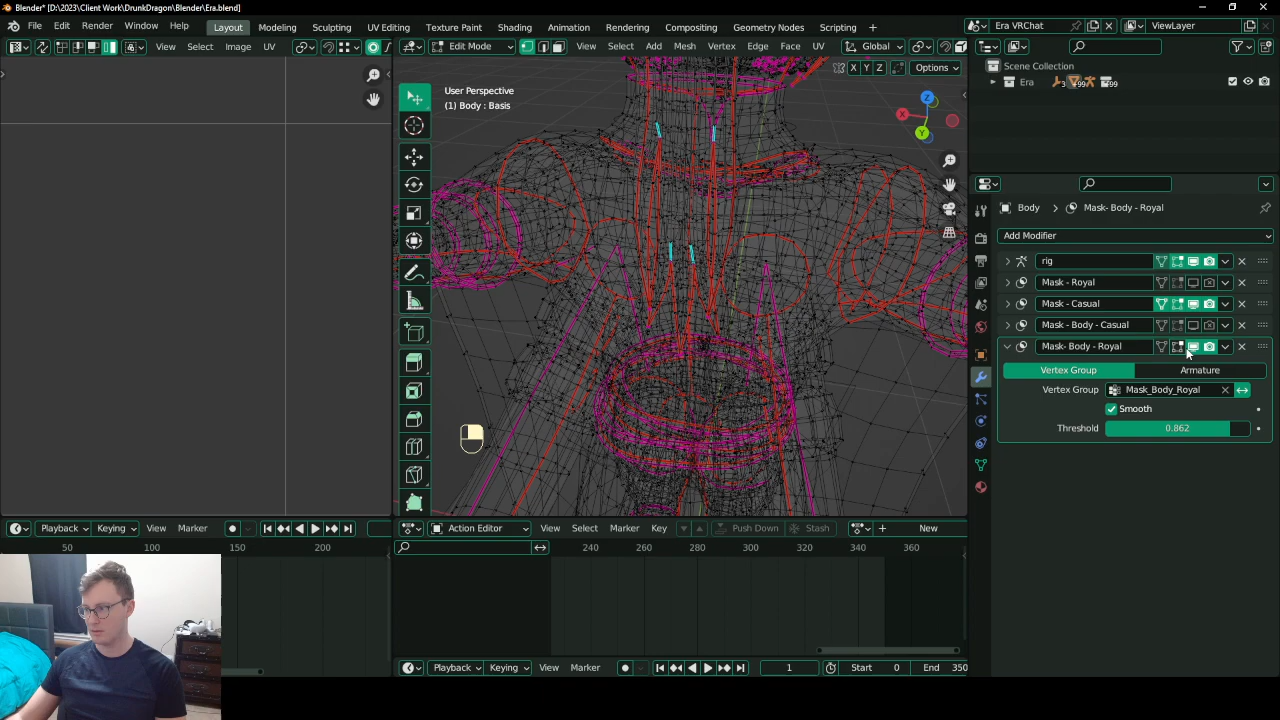 Blender* [D:\2023\Client Work\DrunkDragon\Blender\Era.blend]
File Edit Render Window Help Layout Modeling Sculpting UV Editing Texture Paint Shading Animation Rendering Compositing Geometry Nodes Scripting + Era VRChat ViewLayer
View Select Image UV Edit Mode View Select Add Mesh Vertex Edge Face UV Global
X Y Z Options
Scene Collection
Era
User Perspective
(1) Body : Basis
Z
X
Y
Body > Mask- Body - Royal
Add Modifier
rig
Mask - Royal
Mask - Casual
Mask - Body - Casual
Mask- Body - Royal
Vertex Group Armature
Vertex Group Mask_Body_Royal
Smooth
Threshold 0.862
Playback Keying View Marker Action Editor View Select Marker Key Push Down Stash New
50 100 150 200 240 260 280 300 320 340 360
Playback Keying View Marker 1 Start 0 End 350